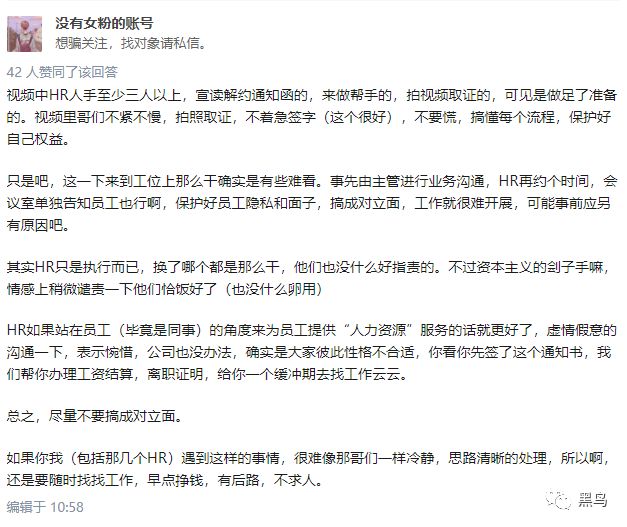 没有女粉的账号
想骗关注，找对象请私信。
42 人赞同了该回答
视频中HR人手至少三人以上，宣读解约通知函的，来做帮手的，拍视频取证的，可见是做足了准备
的。视频里哥们不紧不慢，拍照取证，不着急签字（这个很好），不要慌，搞懂每个流程，保护好
自己权益。
只是吧，这一下来到工位上那么干确实是有些难看。事先由主管进行业务沟通，HR再约个时间，会
议室单独告知员工也行啊，保护好员工隐私和面子，搞成对立面，工作就很难开展，可能事前应另
有原因吧。
其实HR只是执行而已，换了哪个都是那么干，他们也没什么好指责的。不过资本主义的刽子手嘛，
情感上稍微谴责一下他们恰饭好了（也没什么卵用）
HR如果站在员工（毕竟是同事）的角度来为员工提供“人力资源”服务的话就更好了，虚情假意的
沟通一下，表示惋惜，公司也没办法，确实是大家彼此性格不合适，你看你先签了这个通知书，我
们帮你办理工资结算，离职证明，给你一个缓冲期去找工作云云。
总之，尽量不要搞成对立面。
如果你我（包括那几个HR）遇到这样的事情，很难像那哥们一样冷静，思路清晰的处理，所以啊，
还是要随时找找工作，早点挣钱，有后路，不求人。
编辑于 10:58
黑鸟